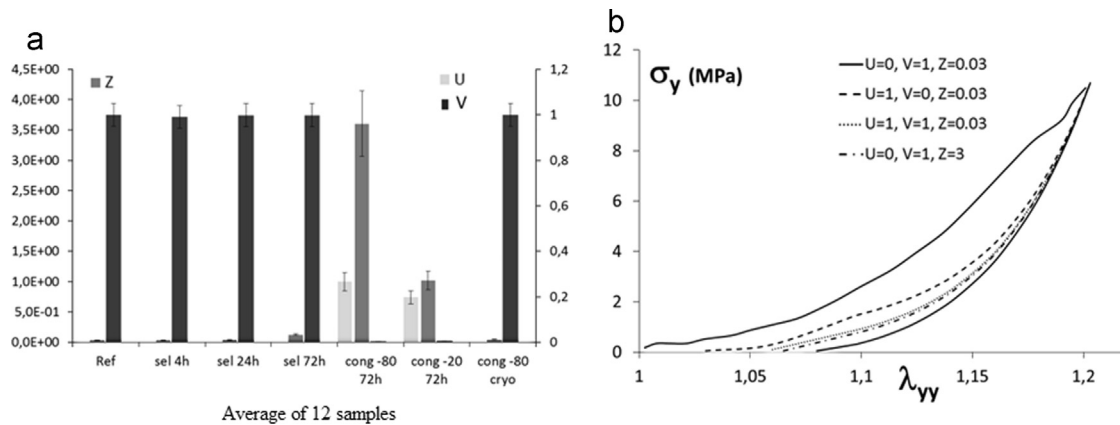 a
Z
U
V
4,5E+00
4,0E+00
3,5E+00
3,0E+00
2,5E+00
2,0E+00
1,5E+00
1,0E+00
5,0E-01
0,0E+00
1,2
1
0,8
0,6
0,4
0,2
0
Ref
sel 4h
sel 24h
sel 72h
cong -80
72h
cong -20
72h
cong -80
cryo
Average of 12 samples
b
σy (MPa)
12
10
8
6
4
2
0
U=0, V=1, Z=0.03
U=1, V=0, Z=0.03
U=1, V=1, Z=0.03
U=0, V=1, Z=3
1
1,05
1,1
1,15
1,2
λyy